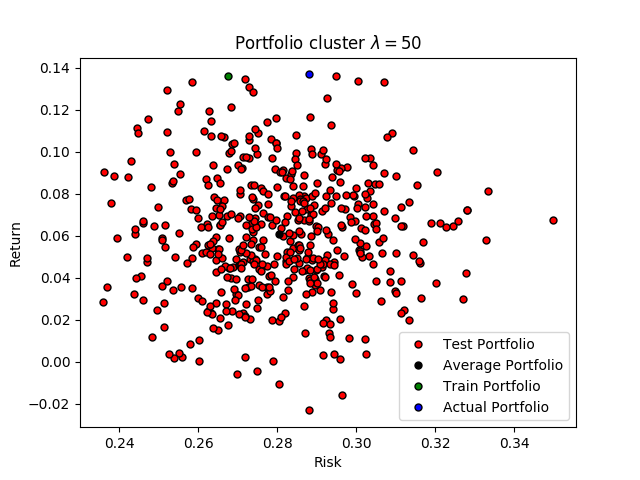 Portfolio cluster λ = 50
0.14
0.12
0.10
0.08
0.06
0.04
0.02
0.00
−0.02
Return
Test Portfolio
Average Portfolio
Train Portfolio
Actual Portfolio
0.24 0.26 0.28 0.30 0.32 0.34
Risk